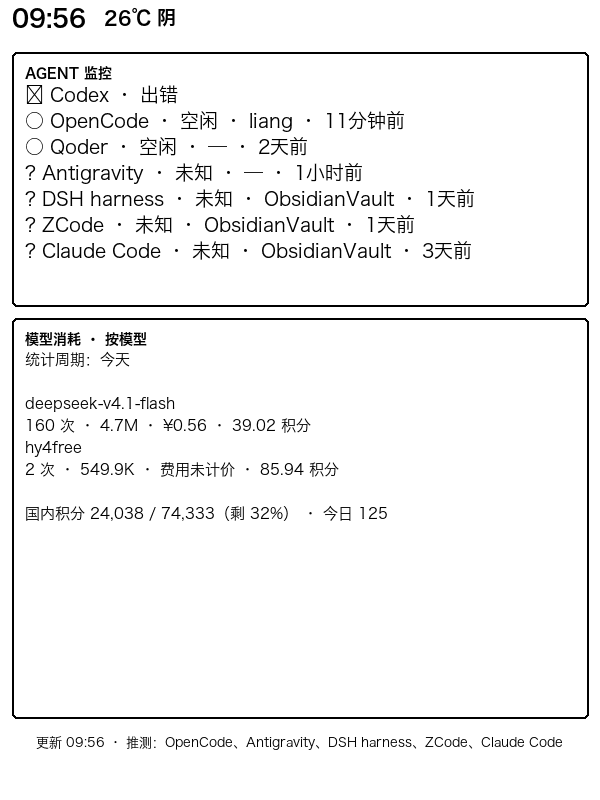 09:56 26℃ 阴
AGENT 监控
☒ Codex · 出错
○ OpenCode · 空闲 · liang · 11分钟前
○ Qoder · 空闲 · — · 2天前
? Antigravity · 未知 · — · 1小时前
? DSH harness · 未知 · ObsidianVault · 1天前
? ZCode · 未知 · ObsidianVault · 1天前
? Claude Code · 未知 · ObsidianVault · 3天前
模型消耗 · 按模型
统计周期：今天
deepseek-v4.1-flash
160 次 · 4.7M · ¥0.56 · 39.02 积分
hy4free
2 次 · 549.9K · 费用未计价 · 85.94 积分
国内积分 24,038 / 74,333（剩 32%） · 今日 125
更新 09:56 · 推测：OpenCode、Antigravity、DSH harness、ZCode、Claude Code